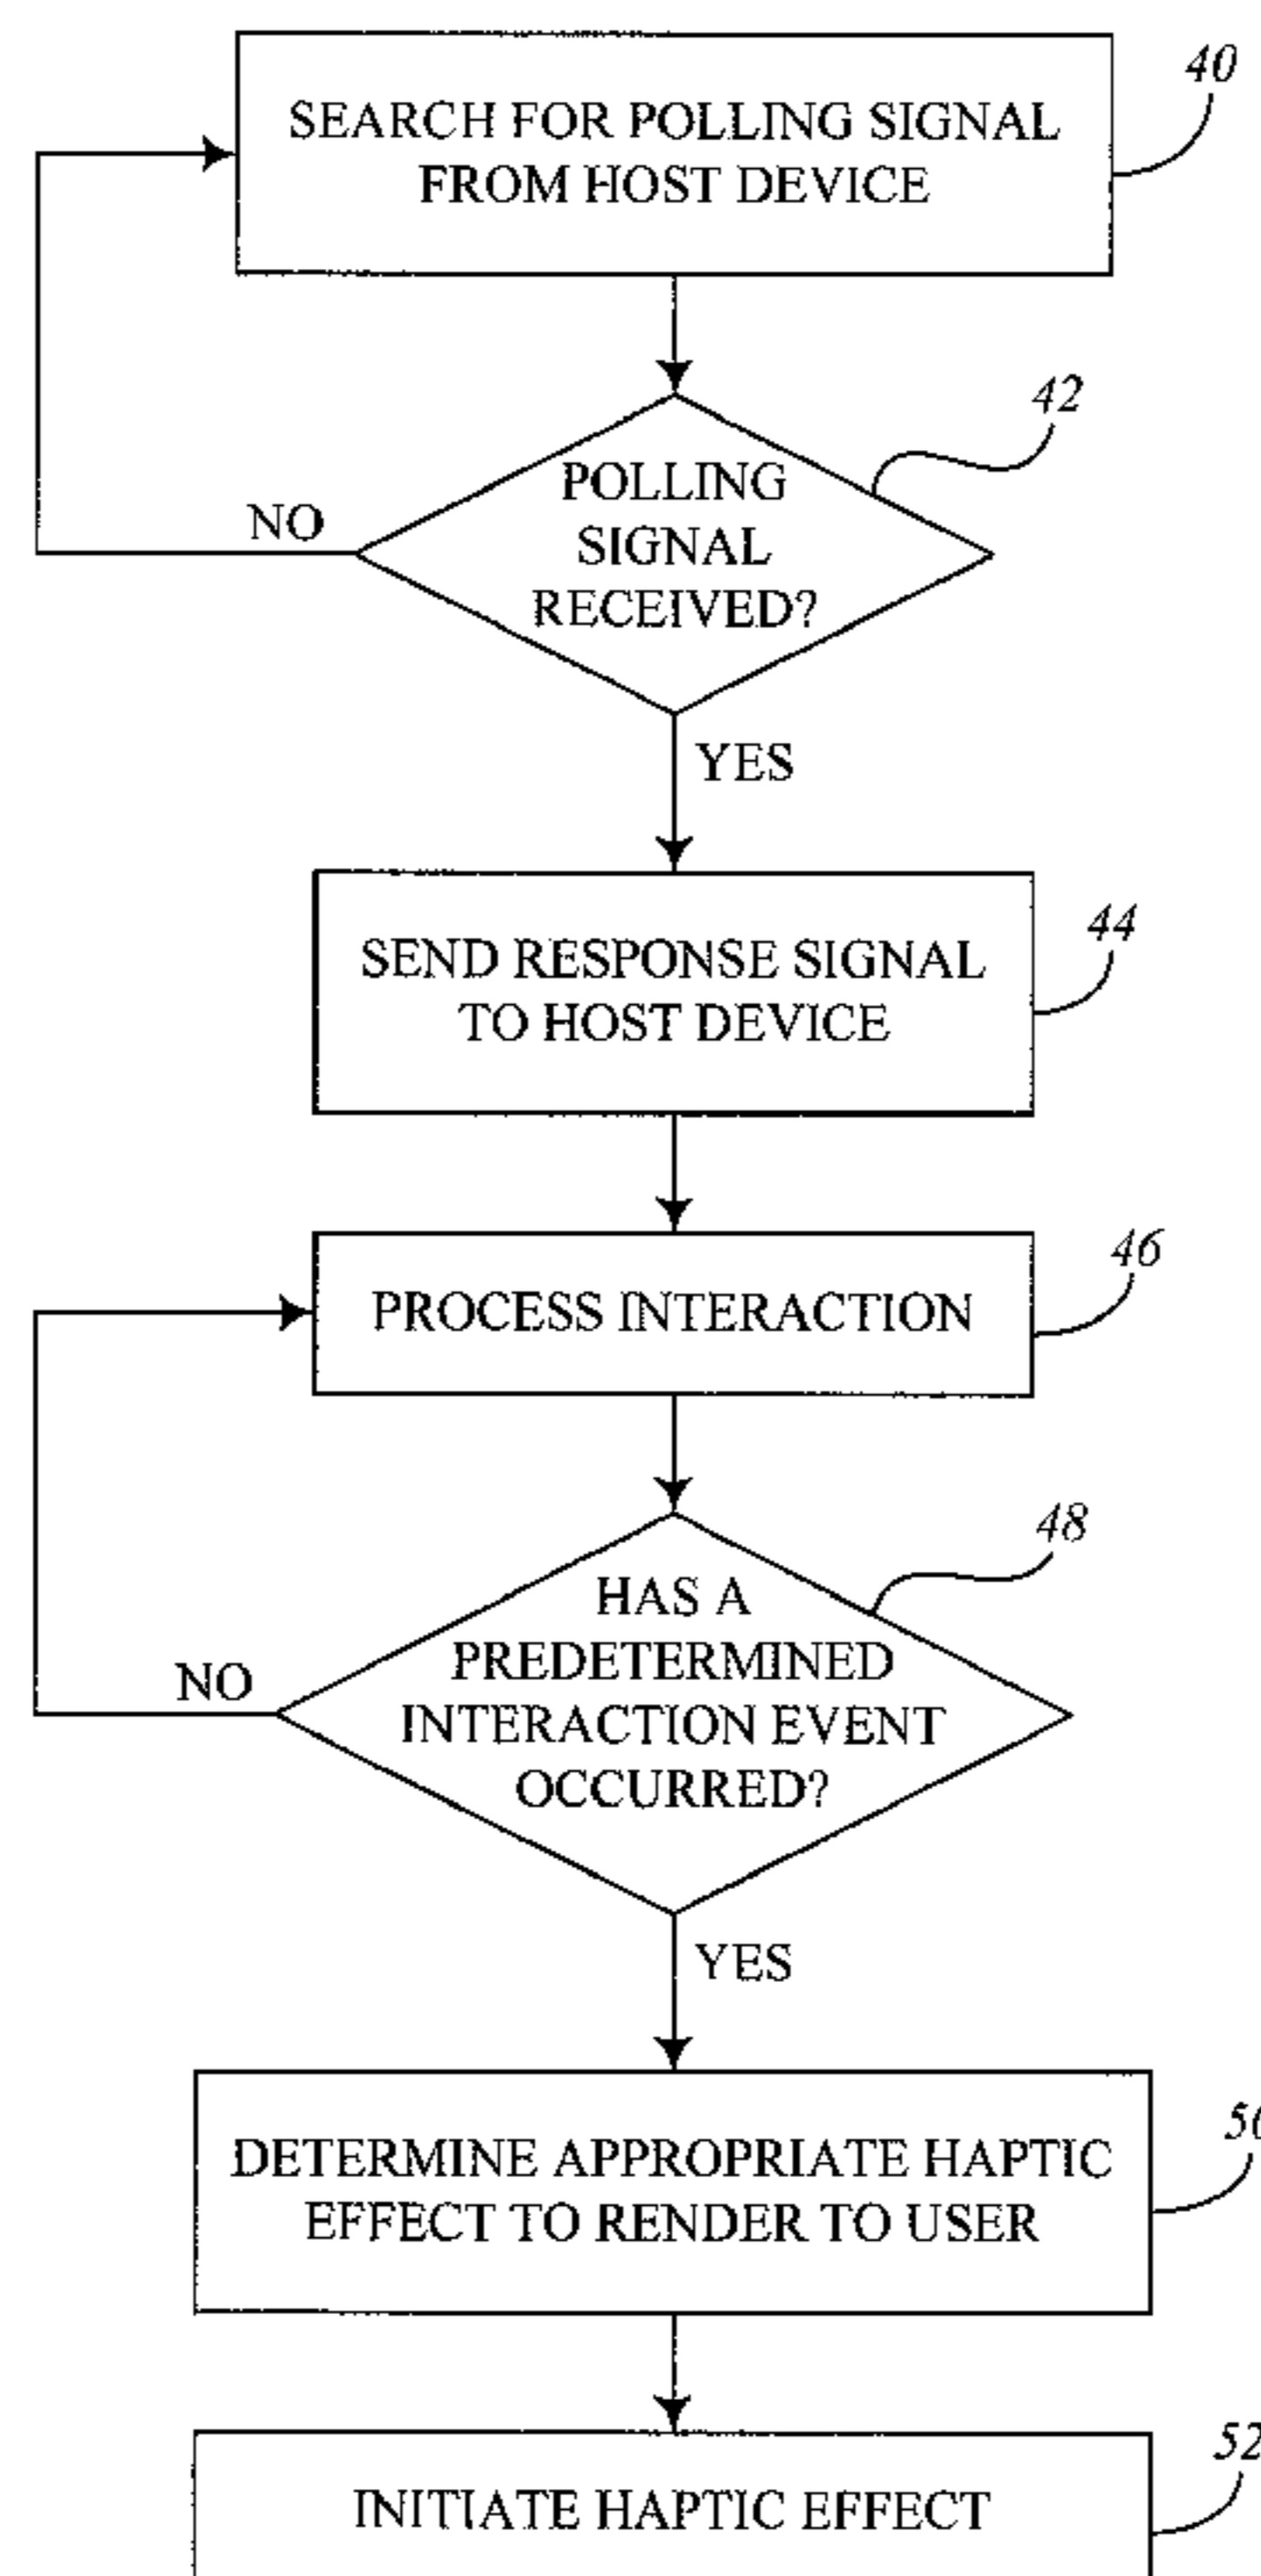 SEARCH FOR POLLING SIGNAL
FROM HOST DEVICE
40
42
POLLING
SIGNAL
RECEIVED?
NO
YES
SEND RESPONSE SIGNAL
TO HOST DEVICE
44
PROCESS INTERACTION
46
48
HAS A
PREDETERMINED
INTERACTION EVENT
OCCURRED?
NO
YES
DETERMINE APPROPRIATE HAPTIC
EFFECT TO RENDER TO USER
50
INITIATE HAPTIC EFFECT
52